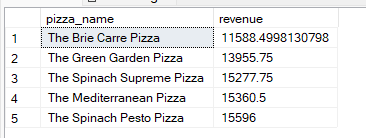 pizza_name revenue
1 The Brie Carre Pizza 11588.4998130798
2 The Green Garden Pizza 13955.75
3 The Spinach Supreme Pizza 15277.75
4 The Mediterranean Pizza 15360.5
5 The Spinach Pesto Pizza 15596